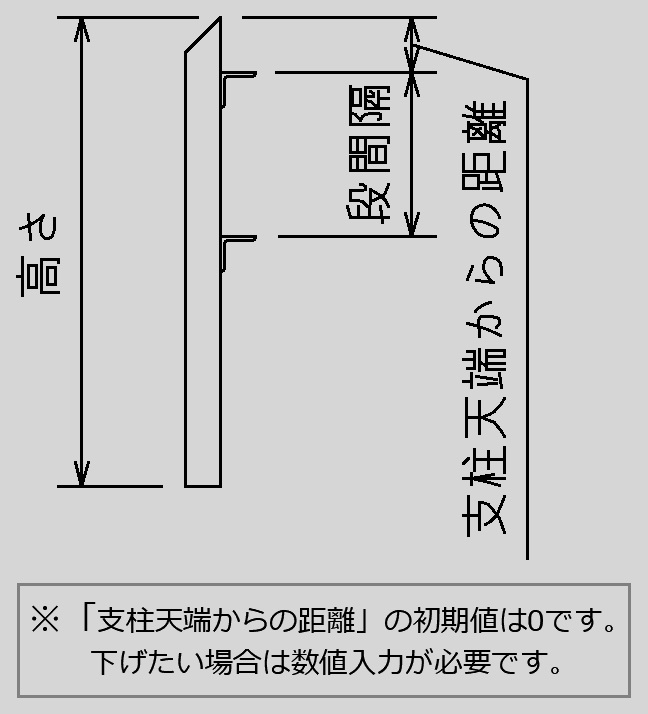 高さ
段間隔
支柱天端からの距離
※「支柱天端からの距離」の初期値は0です。
下げたい場合は数値入力が必要です。